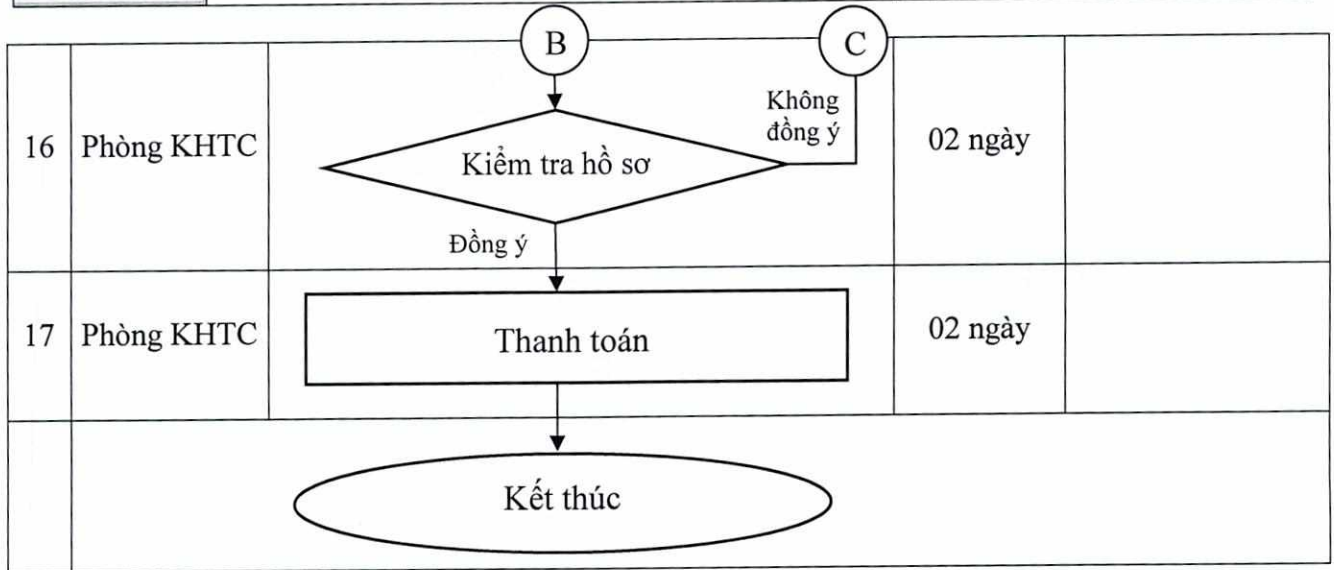 B
C
Không
đồng ý
16
Phòng KHTC
Kiểm tra hồ sơ
02 ngày
Đồng ý
17
Phòng KHTC
Thanh toán
02 ngày
Kết thúc